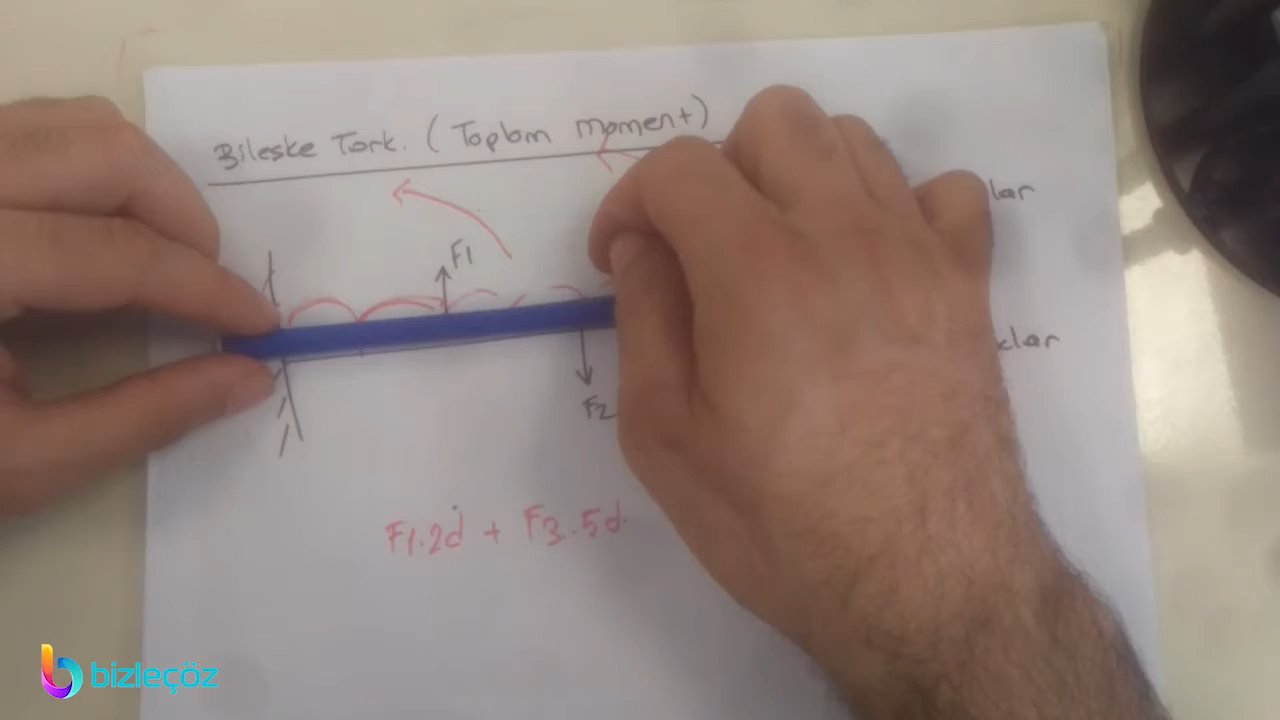 Bileske Tork. (Toplam moment)
lar
F1
klar
F2
F1.2d + F3.5d
bizleçöz